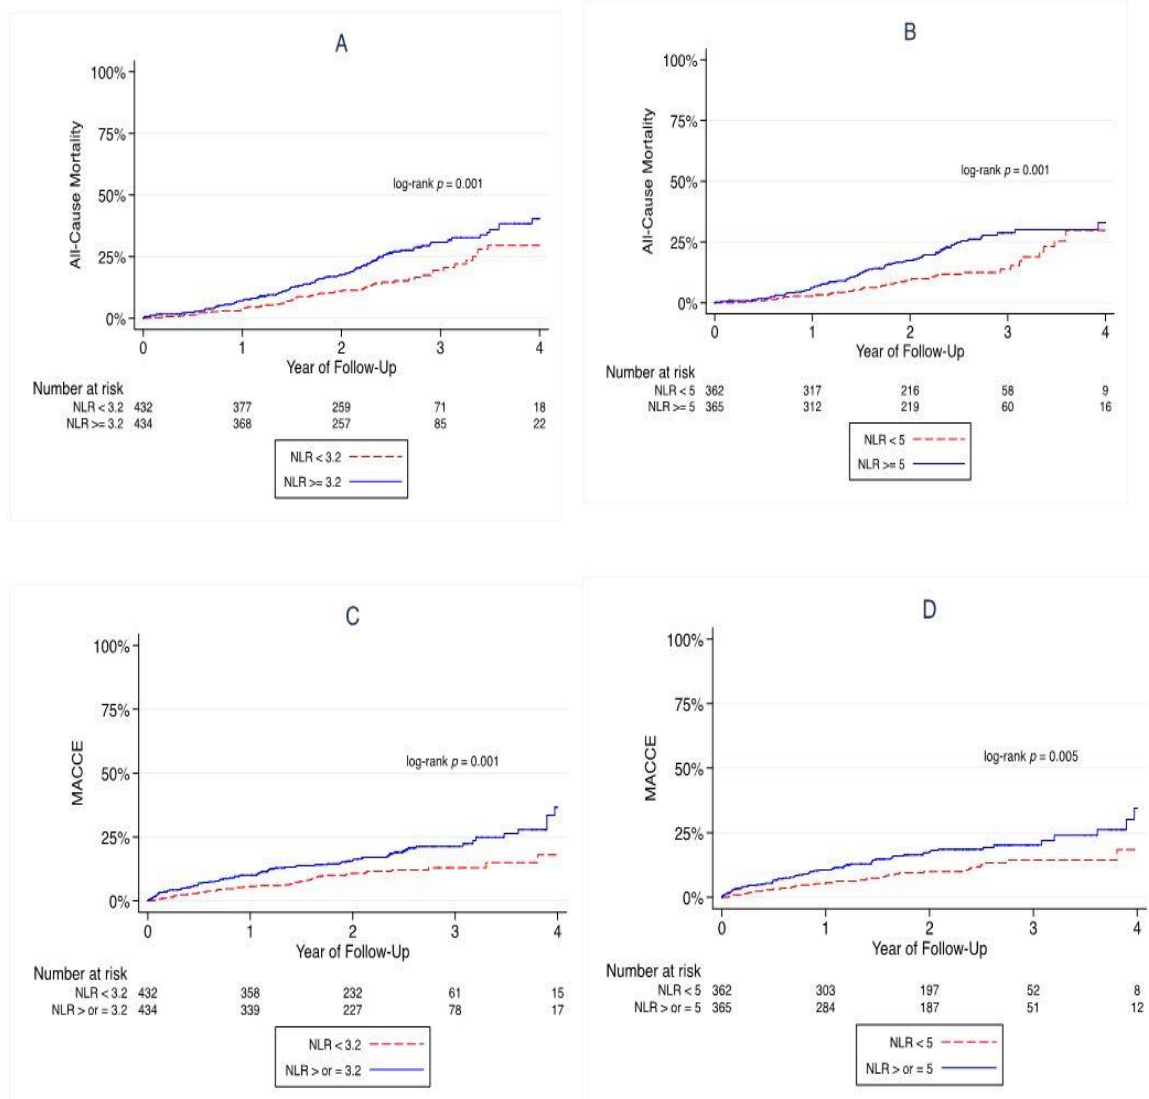 A
All-Cause Mortality
100%
75%
50%
25%
0%
log-rank p = 0.001
0 1 2 3 4
Year of Follow-Up
Number at risk
NLR < 3.2 432 377 259 71 18
NLR >= 3.2 434 368 257 85 22
NLR < 3.2
NLR >= 3.2
B
All-Cause Mortality
100%
75%
50%
25%
0%
log-rank p = 0.001
0 1 2 3 4
Year of Follow-Up
Number at risk
NLR < 5 362 317 216 58 9
NLR >= 5 365 312 219 60 16
NLR < 5
NLR >= 5
C
MACCE
100%
75%
50%
25%
0%
log-rank p = 0.001
0 1 2 3 4
Year of Follow-Up
Number at risk
NLR < 3.2 432 358 232 61 15
NLR > or = 3.2 434 339 227 78 17
NLR < 3.2
NLR > or = 3.2
D
MACCE
100%
75%
50%
25%
0%
log-rank p = 0.005
0 1 2 3 4
Year of Follow-Up
Number at risk
NLR < 5 362 303 197 52 8
NLR > or = 5 365 284 187 51 12
NLR < 5
NLR > or = 5